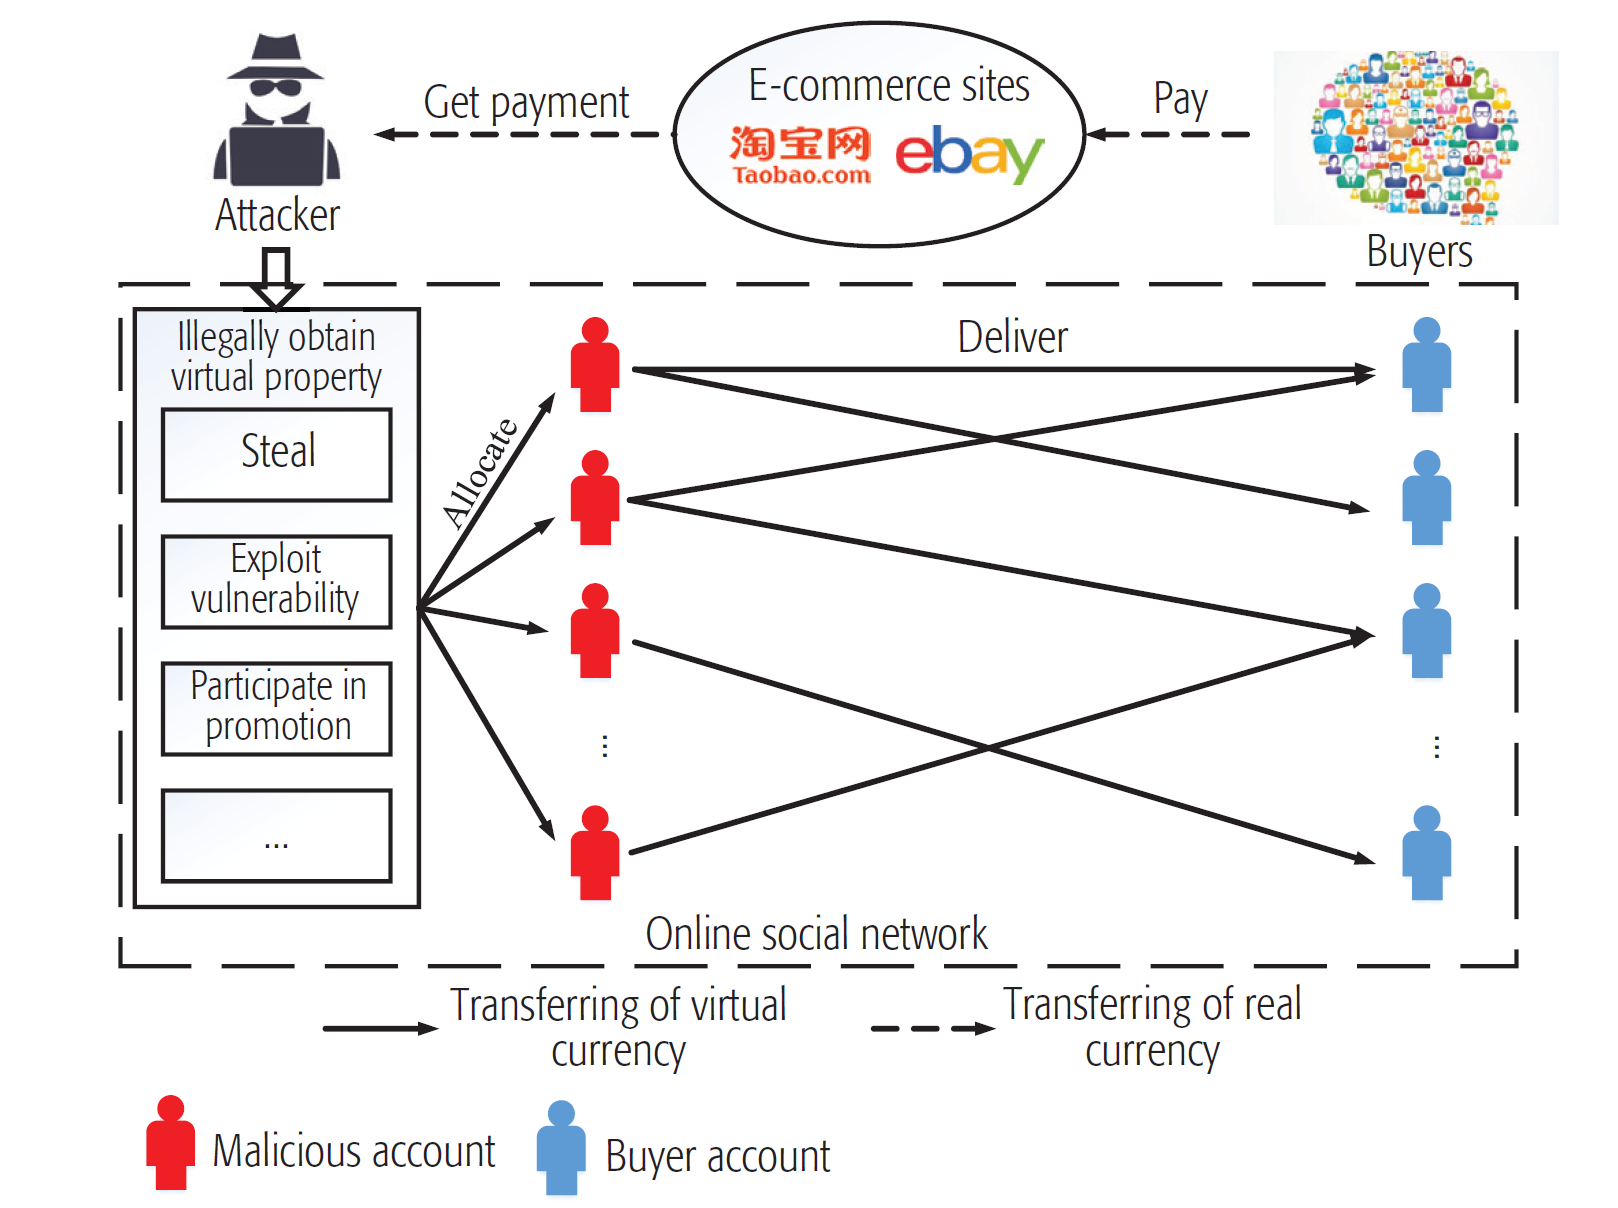 Get payment
E-commerce sites
淘宝网
Taobao.com
ebay
Pay
Attacker
Buyers
Illegally obtain
virtual property
Steal
Exploit
vulnerability
Participate in
promotion
...
Allocate
Deliver
...
...
Online social network
Transferring of virtual
currency
Transferring of real
currency
Malicious account
Buyer account